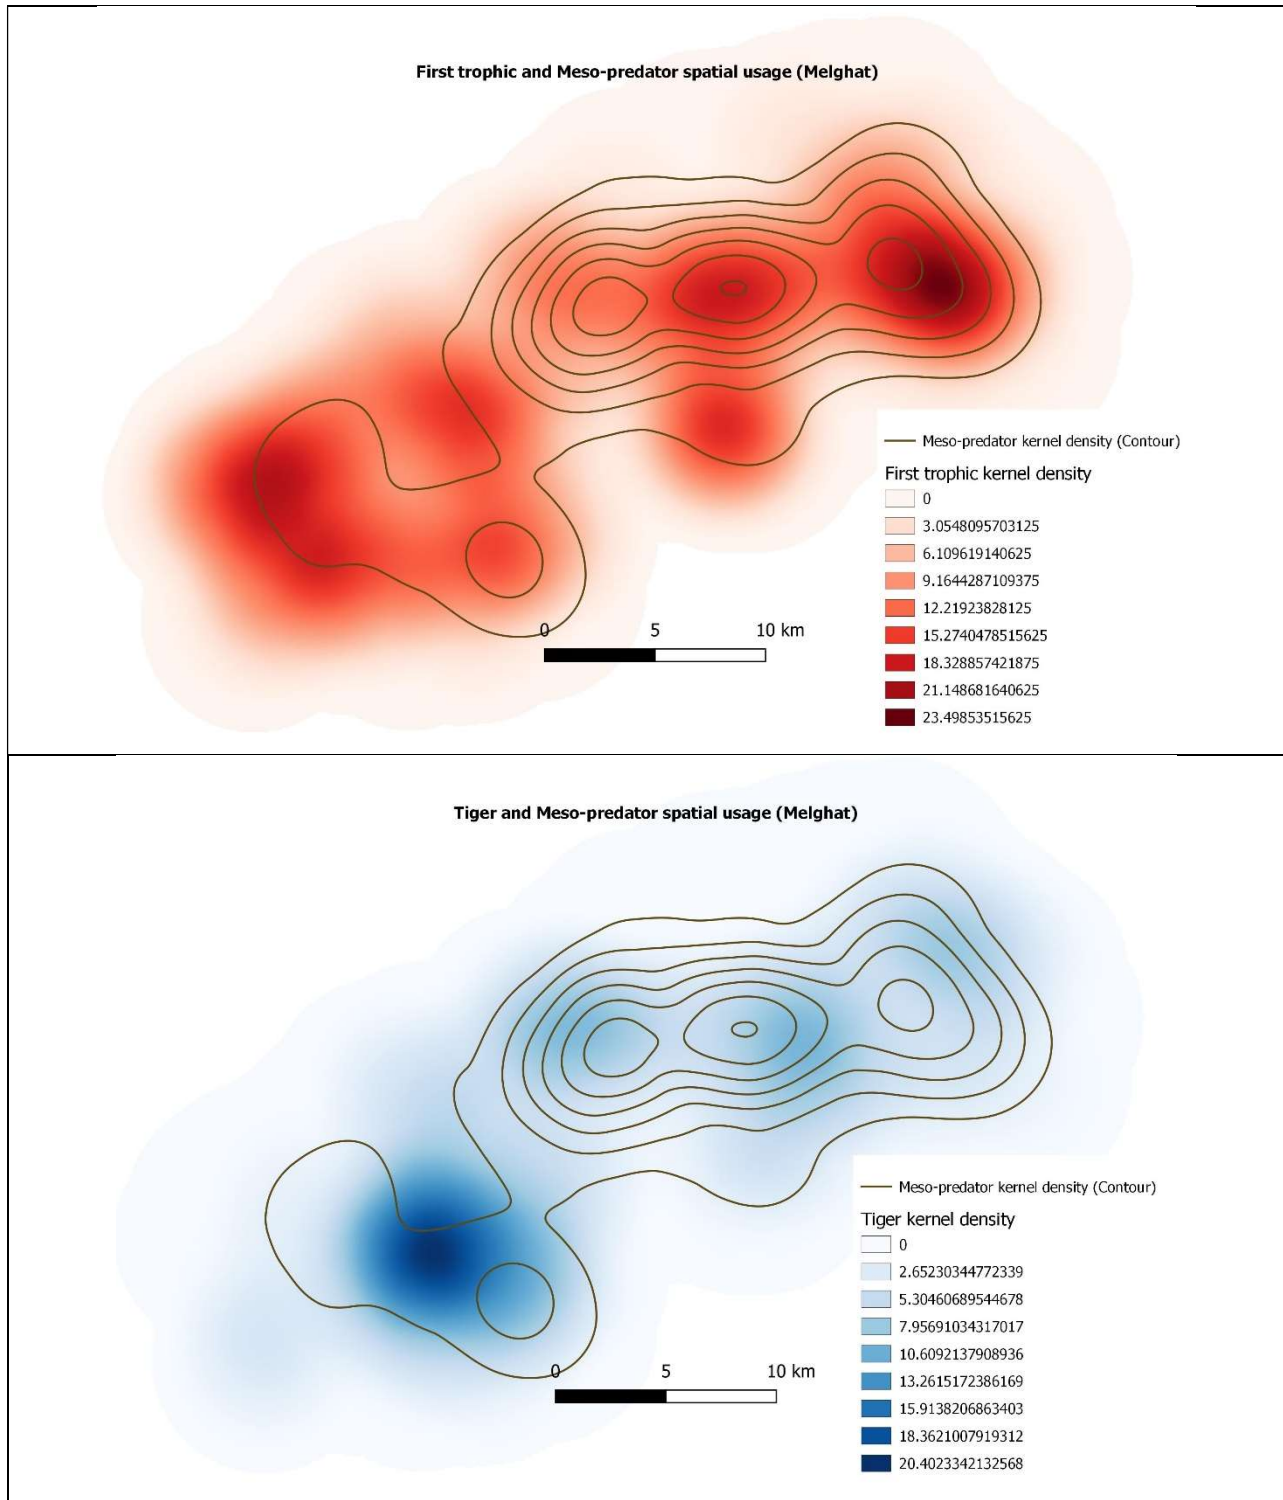 First trophic and Meso-predator spatial usage (Melghat)
Meso-predator kernel density (Contour)
First trophic kernel density
0
3.0548095703125
6.109619140625
9.1644287109375
12.21923828125
15.2740478515625
18.328857421875
21.148681640625
23.49853515625
0 5 10 km
Tiger and Meso-predator spatial usage (Melghat)
Meso-predator kernel density (Contour)
Tiger kernel density
0
2.65230344772339
5.30460689544678
7.95691034317017
10.6092137908936
13.2615172386169
15.9138206863403
18.3621007919312
20.4023342132568
0 5 10 km